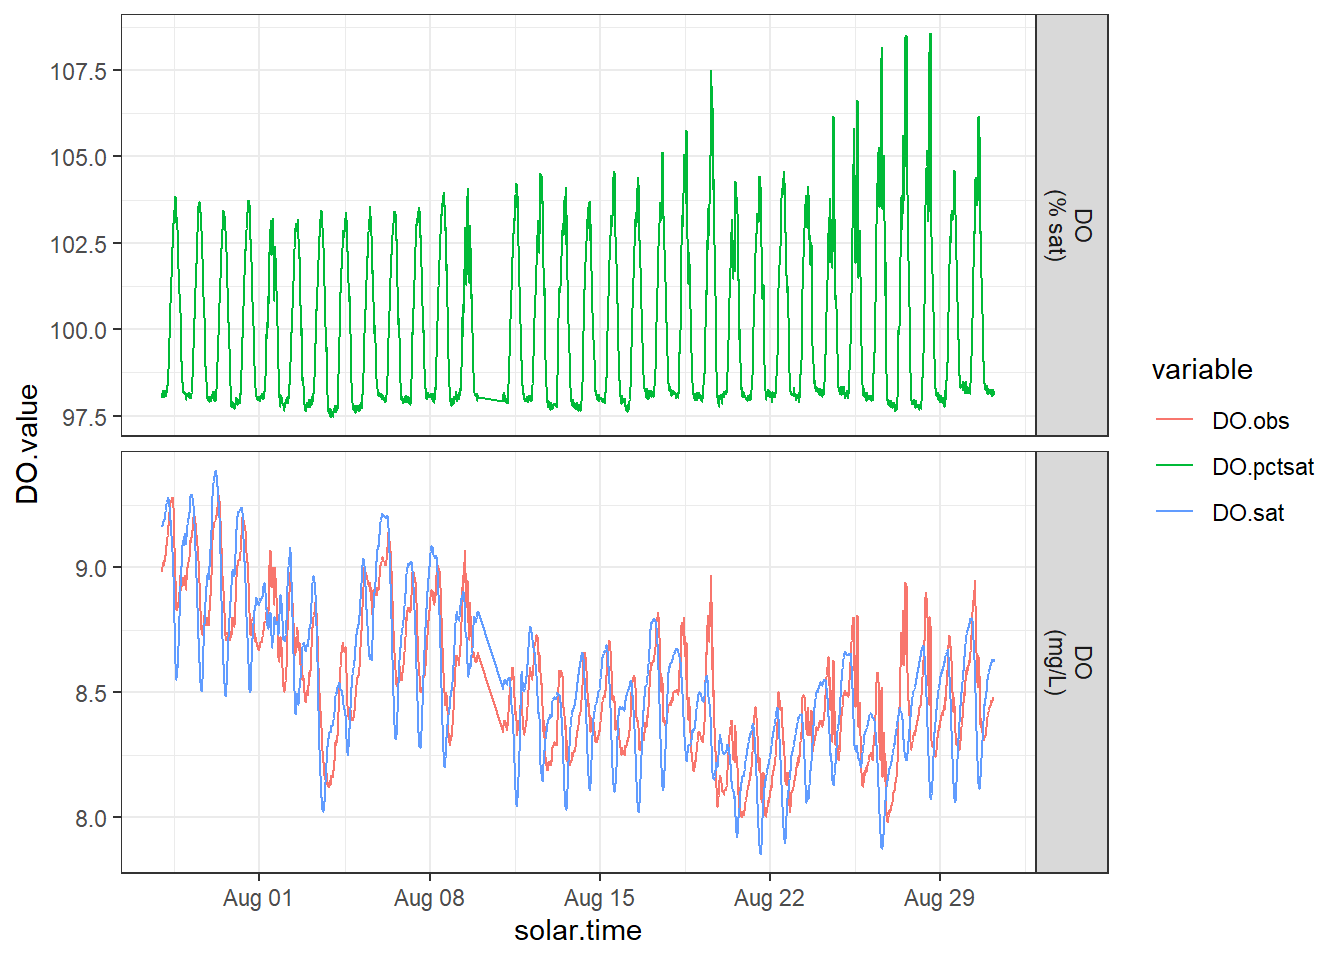 107.5
105.0
102.5
100.0
97.5
DO
(% sat)
9.0
8.5
8.0
DO
(mg/L)
Aug 01
Aug 08
Aug 15
Aug 22
Aug 29
solar.time
DO.value
variable
DO.obs
DO.pctsat
DO.sat